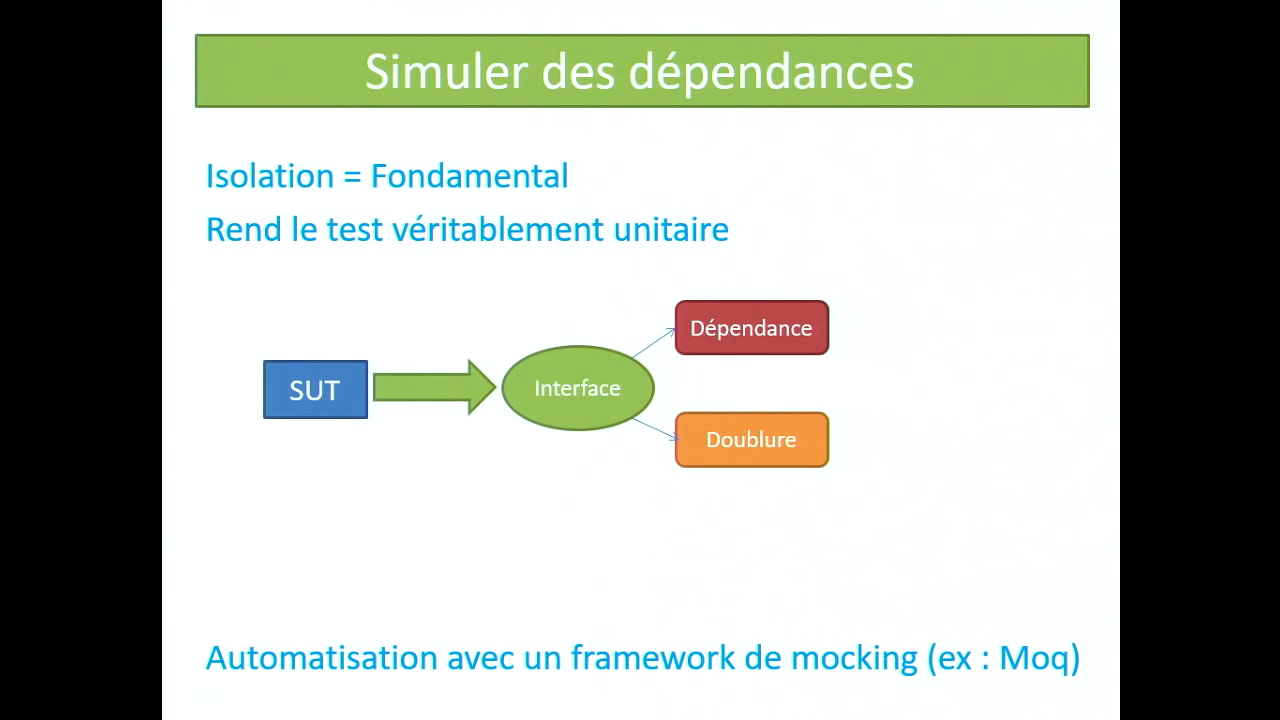 Simuler des dépendances
Isolation = Fondamental
Rend le test véritablement unitaire
Dépendance
SUT
Interface
Doublure
Automatisation avec un framework de mocking (ex : Moq)